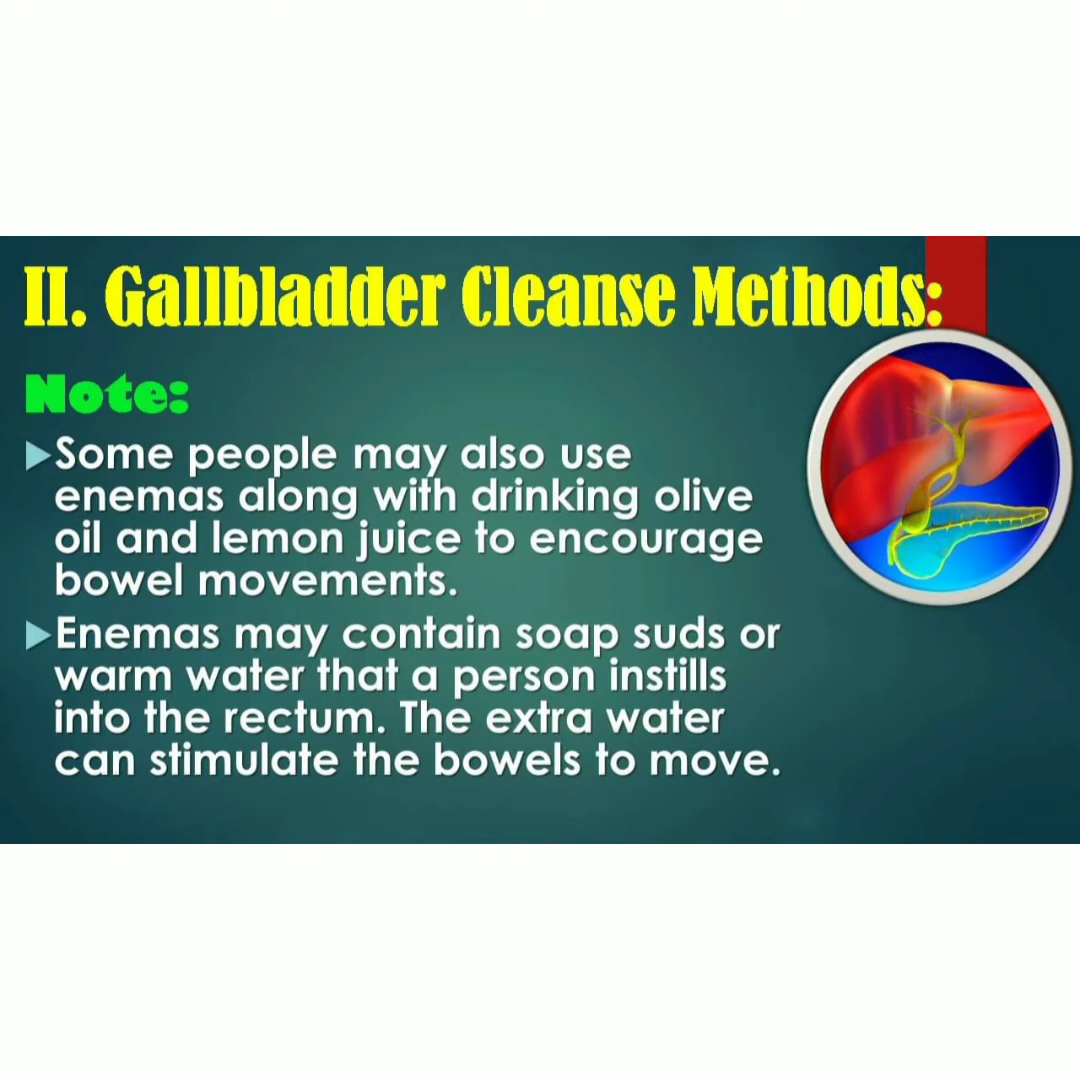 II. Gallbladder Cleanse Methods:
Note:
Some people may also use
enemas along with drinking olive
oil and lemon juice to encourage
bowel movements.
Enemas may contain soap suds or
warm water that a person instills
into the rectum. The extra water
can stimulate the bowels to move.